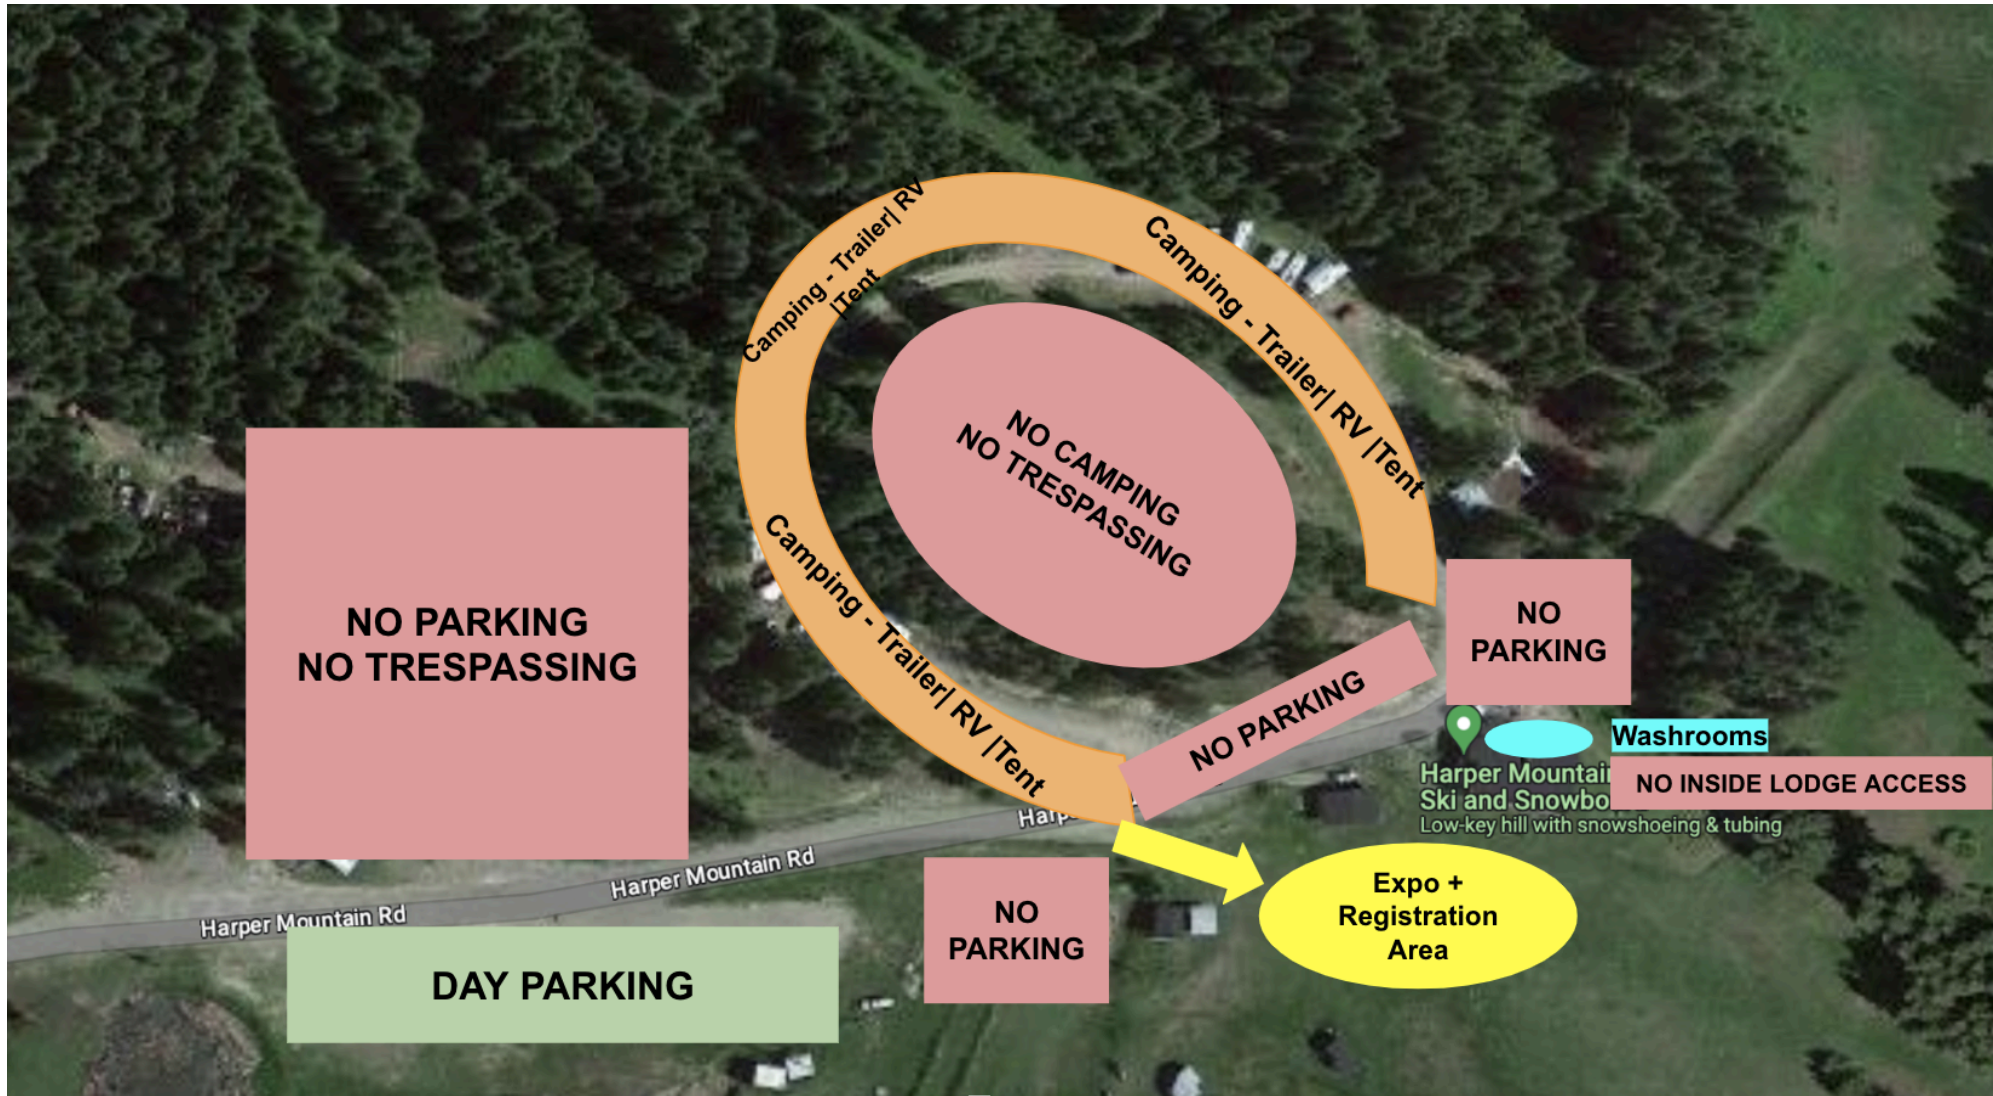 Camping - Trailer| RV
|Tent
Camping - Trailer| RV |Tent
NO CAMPING
NO TRESPASSING
Camping - Trailer| RV |Tent
NO PARKING
NO TRESPASSING
NO
PARKING
NO PARKING
Washrooms
Harper Mountain
Ski and Snowbo
NO INSIDE LODGE ACCESS
Low-key hill with snowshoeing & tubing
Harp
Harper Mountain Rd
Harper Mountain Rd
NO
PARKING
Expo +
Registration
Area
DAY PARKING